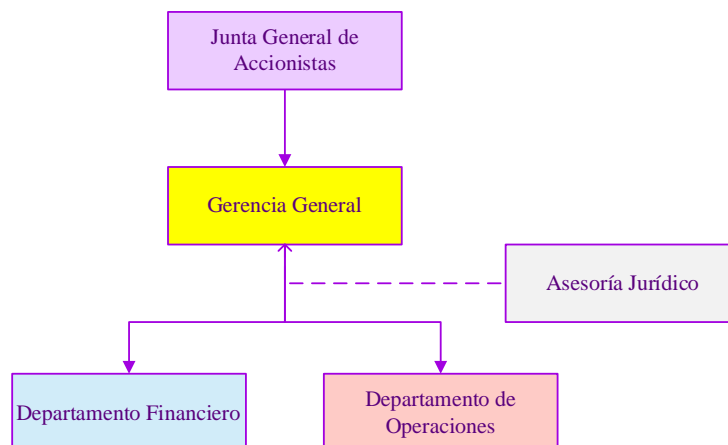 Junta General de
Accionistas
Gerencia General
Asesoría Jurídico
Departamento Financiero
Departamento de
Operaciones